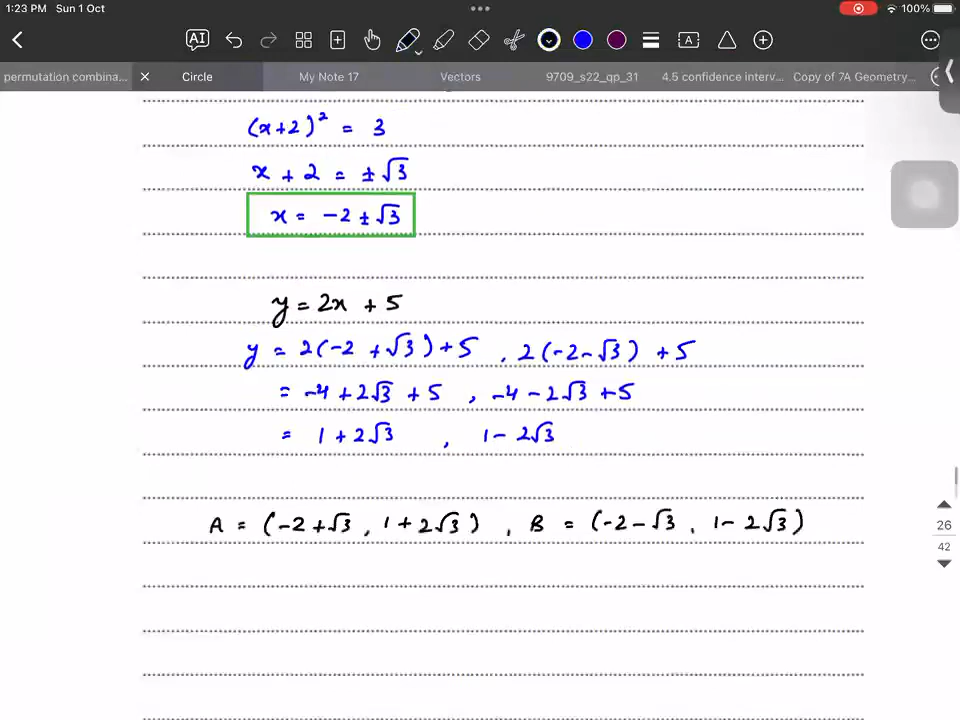 1:23 PM Sun 1 Oct
100%
AI
A
permutation combina... × Circle My Note 17 Vectors 9709_s22_qp_31 4.5 confidence interv... Copy of 7A Geometry...
(x+2)² = 3
x + 2 = ±√3
x = -2 ± √3
y = 2x + 5
y = 2(-2 + √3) + 5 , 2(-2-√3) + 5
= -4 + 2√3 + 5 , -4 - 2√3 + 5
= 1 + 2√3 , 1 - 2√3
A = (-2 + √3 , 1 + 2√3) , B = (-2 - √3 , 1 - 2√3)
26
42